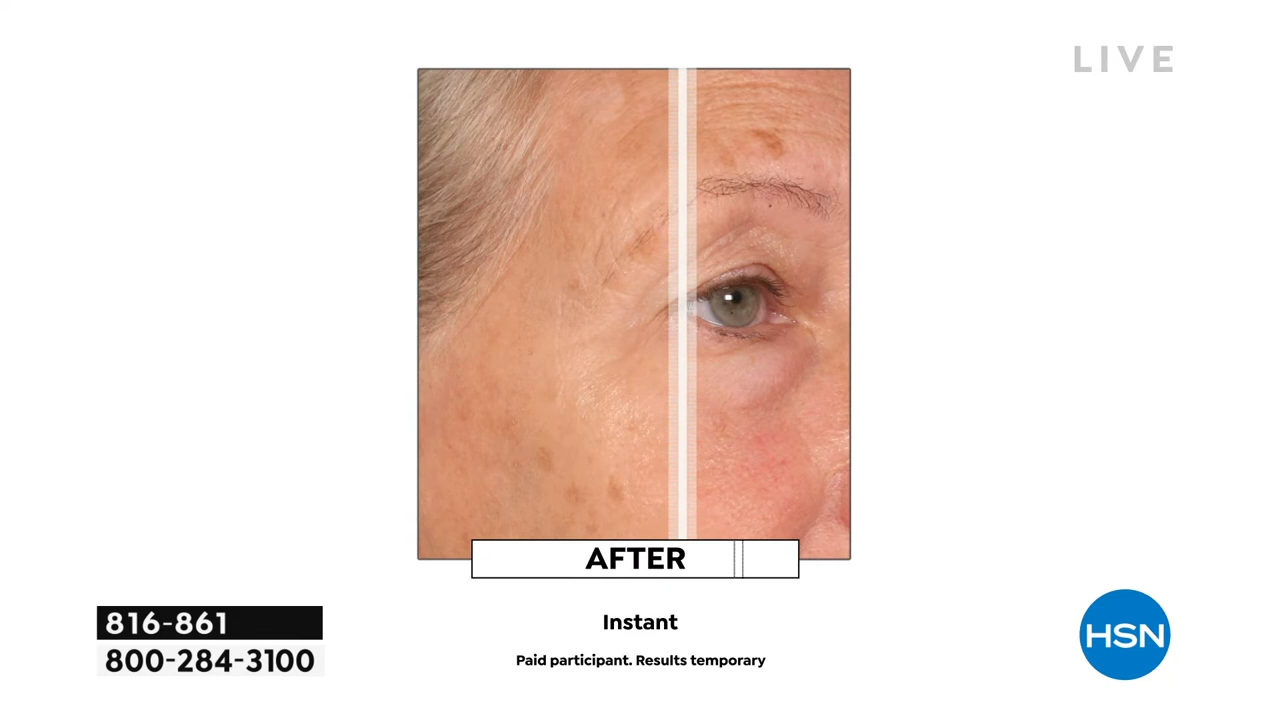 LIVE
AFTER
Instant
Paid participant. Results temporary
816-861
800-284-3100
HSN